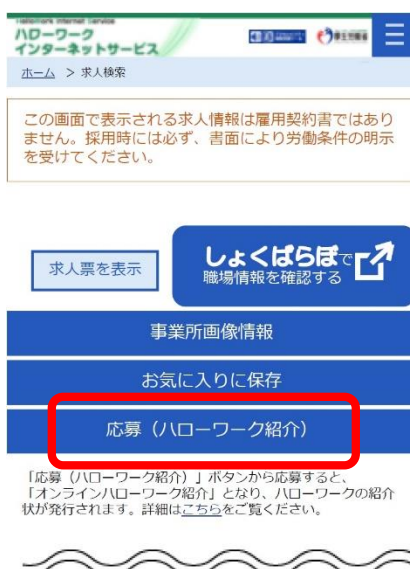 ハローワーク
インターネットサービス
ホーム > 求人検索
この画面で表示される求人情報は雇用契約書ではあり
ません。採用時には必ず、書面により労働条件の明示
を受けてください。
求人票を表示
しょくばらぼで
職場情報を確認する
事業所画像情報
お気に入りに保存
応募（ハローワーク紹介）
「応募（ハローワーク紹介）」ボタンから応募すると、
「オンラインハローワーク紹介」となり、ハローワークの紹介
状が発行されます。詳細はこちらをご覧ください。